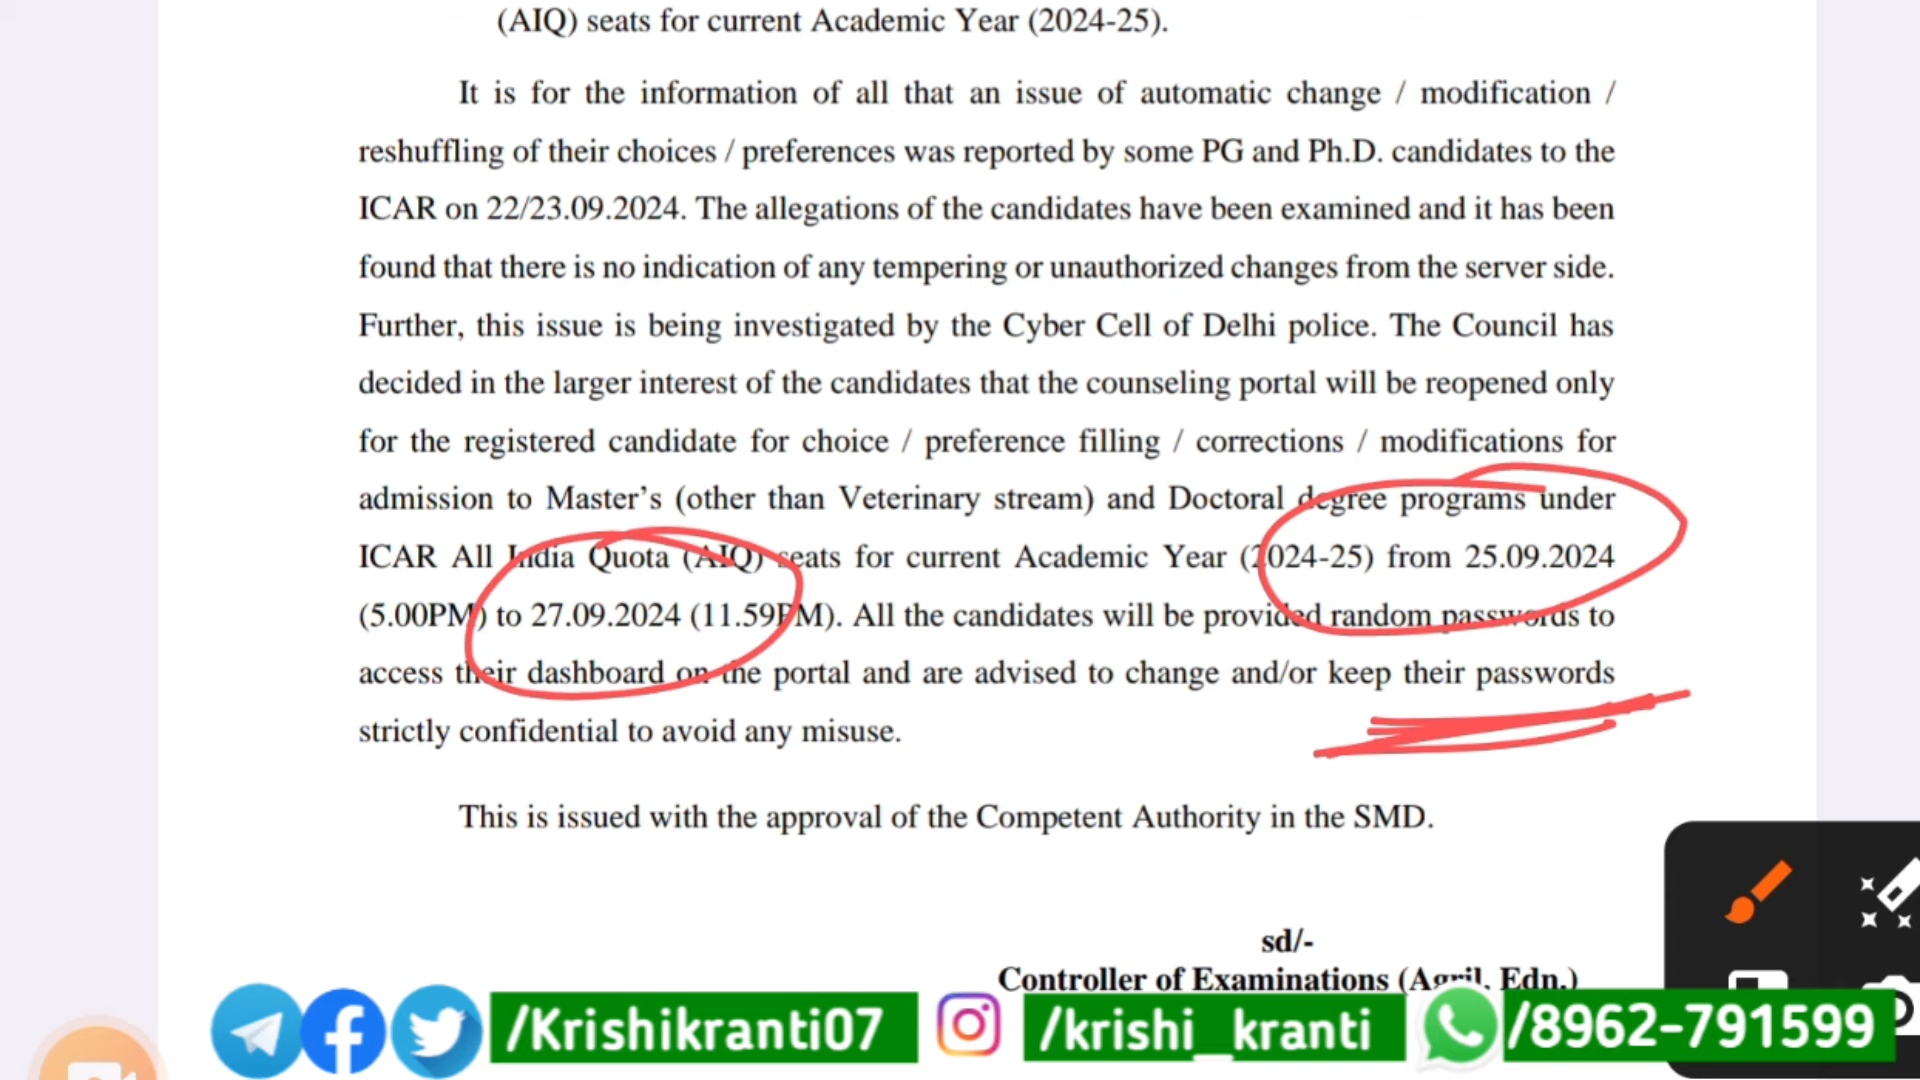 (AIQ) seats for current Academic Year (2024-25).
It is for the information of all that an issue of automatic change / modification /
reshuffling of their choices / preferences was reported by some PG and Ph.D. candidates to the
ICAR on 22/23.09.2024. The allegations of the candidates have been examined and it has been
found that there is no indication of any tempering or unauthorized changes from the server side.
Further, this issue is being investigated by the Cyber Cell of Delhi police. The Council has
decided in the larger interest of the candidates that the counseling portal will be reopened only
for the registered candidate for choice / preference filling / corrections / modifications for
admission to Master's (other than Veterinary stream) and Doctoral degree programs under
ICAR All India Quota (AIQ) seats for current Academic Year (2024-25) from 25.09.2024
(5.00PM) to 27.09.2024 (11.59PM). All the candidates will be provided random passwords to
access their dashboard on the portal and are advised to change and/or keep their passwords
strictly confidential to avoid any misuse.
This is issued with the approval of the Competent Authority in the SMD.
sd/-
Controller of Examinations (Agril. Edn.)
/Krishikranti07 /krishi_kranti /8962-791599